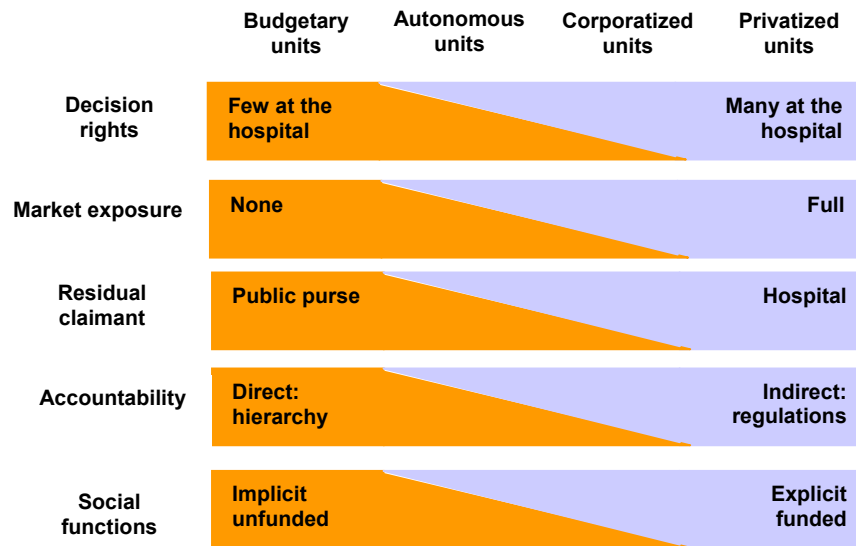 Budgetary units
Autonomous units
Corporatized units
Privatized units
Decision rights
Few at the hospital
Many at the hospital
Market exposure
None
Full
Residual claimant
Public purse
Hospital
Accountability
Direct: hierarchy
Indirect: regulations
Social functions
Implicit unfunded
Explicit funded